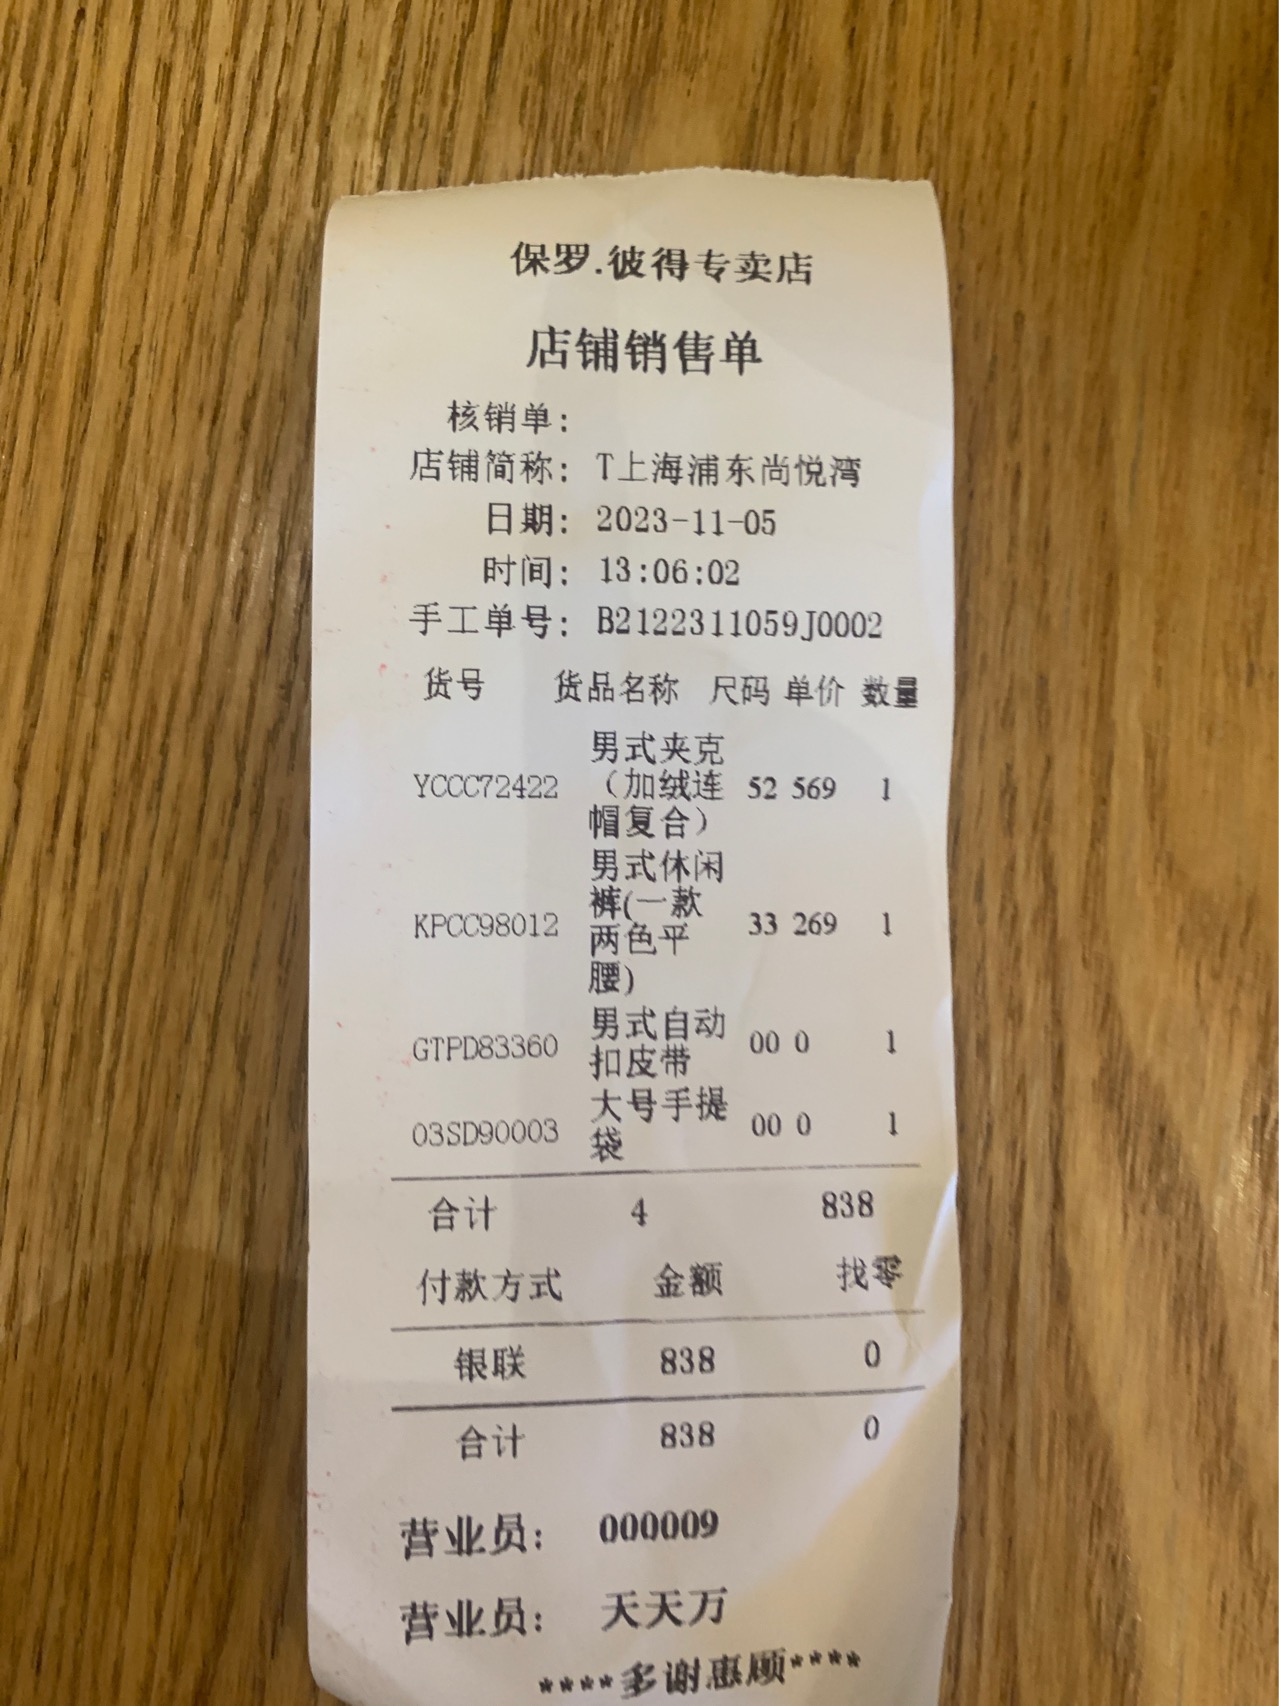 保罗.彼得专卖店
店铺销售单
核销单：
店铺简称： T上海浦东尚悦湾
日期： 2023-11-05
时间： 13:06:02
手工单号： B2122311059J0002
货号 货品名称 尺码 单价 数量
男式夹克
YCCC72422 （加绒连 52 569 1
帽复合）
男式休闲
裤(一款
KPCC98012 33 269 1
两色平
腰)
男式自动
GTPD83360 00 0 1
扣皮带
大号手提
03SD90003 00 0 1
袋
合计 4 838
付款方式 金额 找零
银联 838 0
合计 838 0
营业员： 000009
营业员： 天天万
****多谢惠顾****